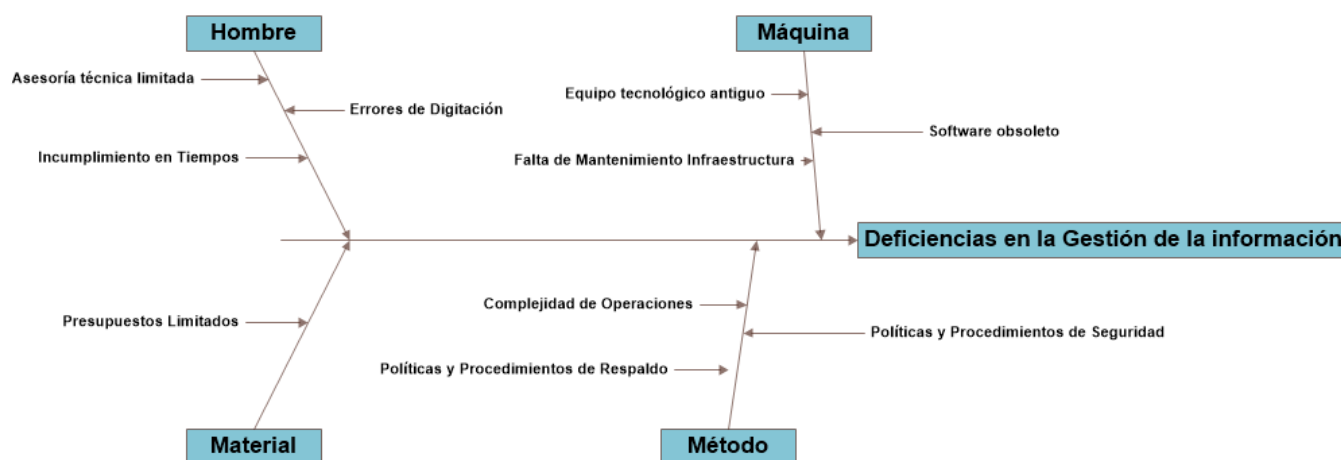 Hombre
Máquina
Asesoría técnica limitada
Equipo tecnológico antiguo
Errores de Digitación
Software obsoleto
Incumplimiento en Tiempos
Falta de Mantenimiento Infraestructura
Deficiencias en la Gestión de la información
Complejidad de Operaciones
Presupuestos Limitados
Políticas y Procedimientos de Seguridad
Políticas y Procedimientos de Respaldo
Material
Método